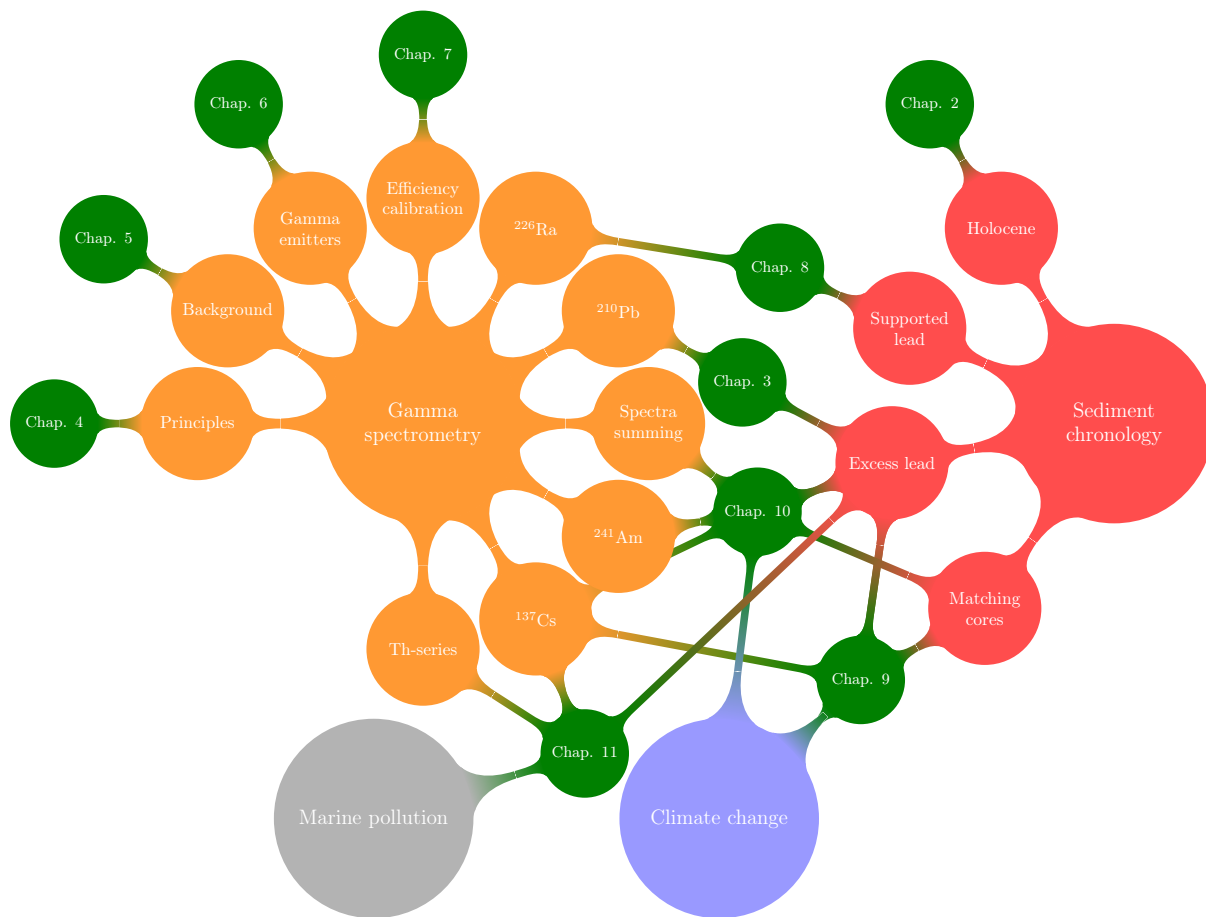 Chap. 7
Chap. 6
Chap. 2
Efficiency
calibration
Gamma
emitters
²²⁶Ra
Holocene
Chap. 5
Chap. 8
Background
²¹⁰Pb
Supported
lead
Chap. 3
Chap. 4
Principles
Gamma
spectrometry
Spectra
summing
Sediment
chronology
Excess lead
Chap. 10
²⁴¹Am
Matching
cores
¹³⁷Cs
Th-series
Chap. 9
Chap. 11
Marine pollution
Climate change